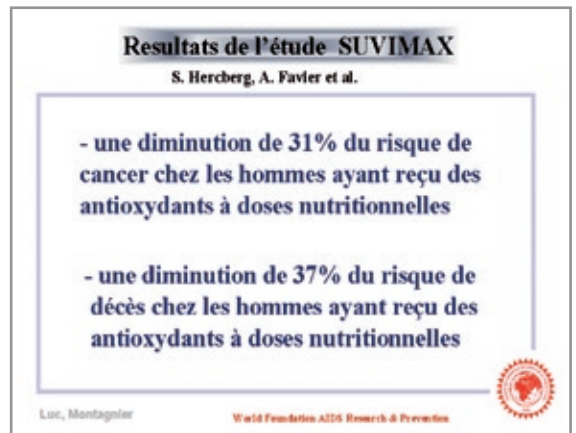 Resultats de l'étude SUVIMAX
S. Hercberg, A. Favier et al.
- une diminution de 31% du risque de
cancer chez les hommes ayant reçu des
antioxydants à doses nutritionnelles
- une diminution de 37% du risque de
décès chez les hommes ayant reçu des
antioxydants à doses nutritionnelles
Luc, Montagnier
World Foundation AIDS Research & Prevention